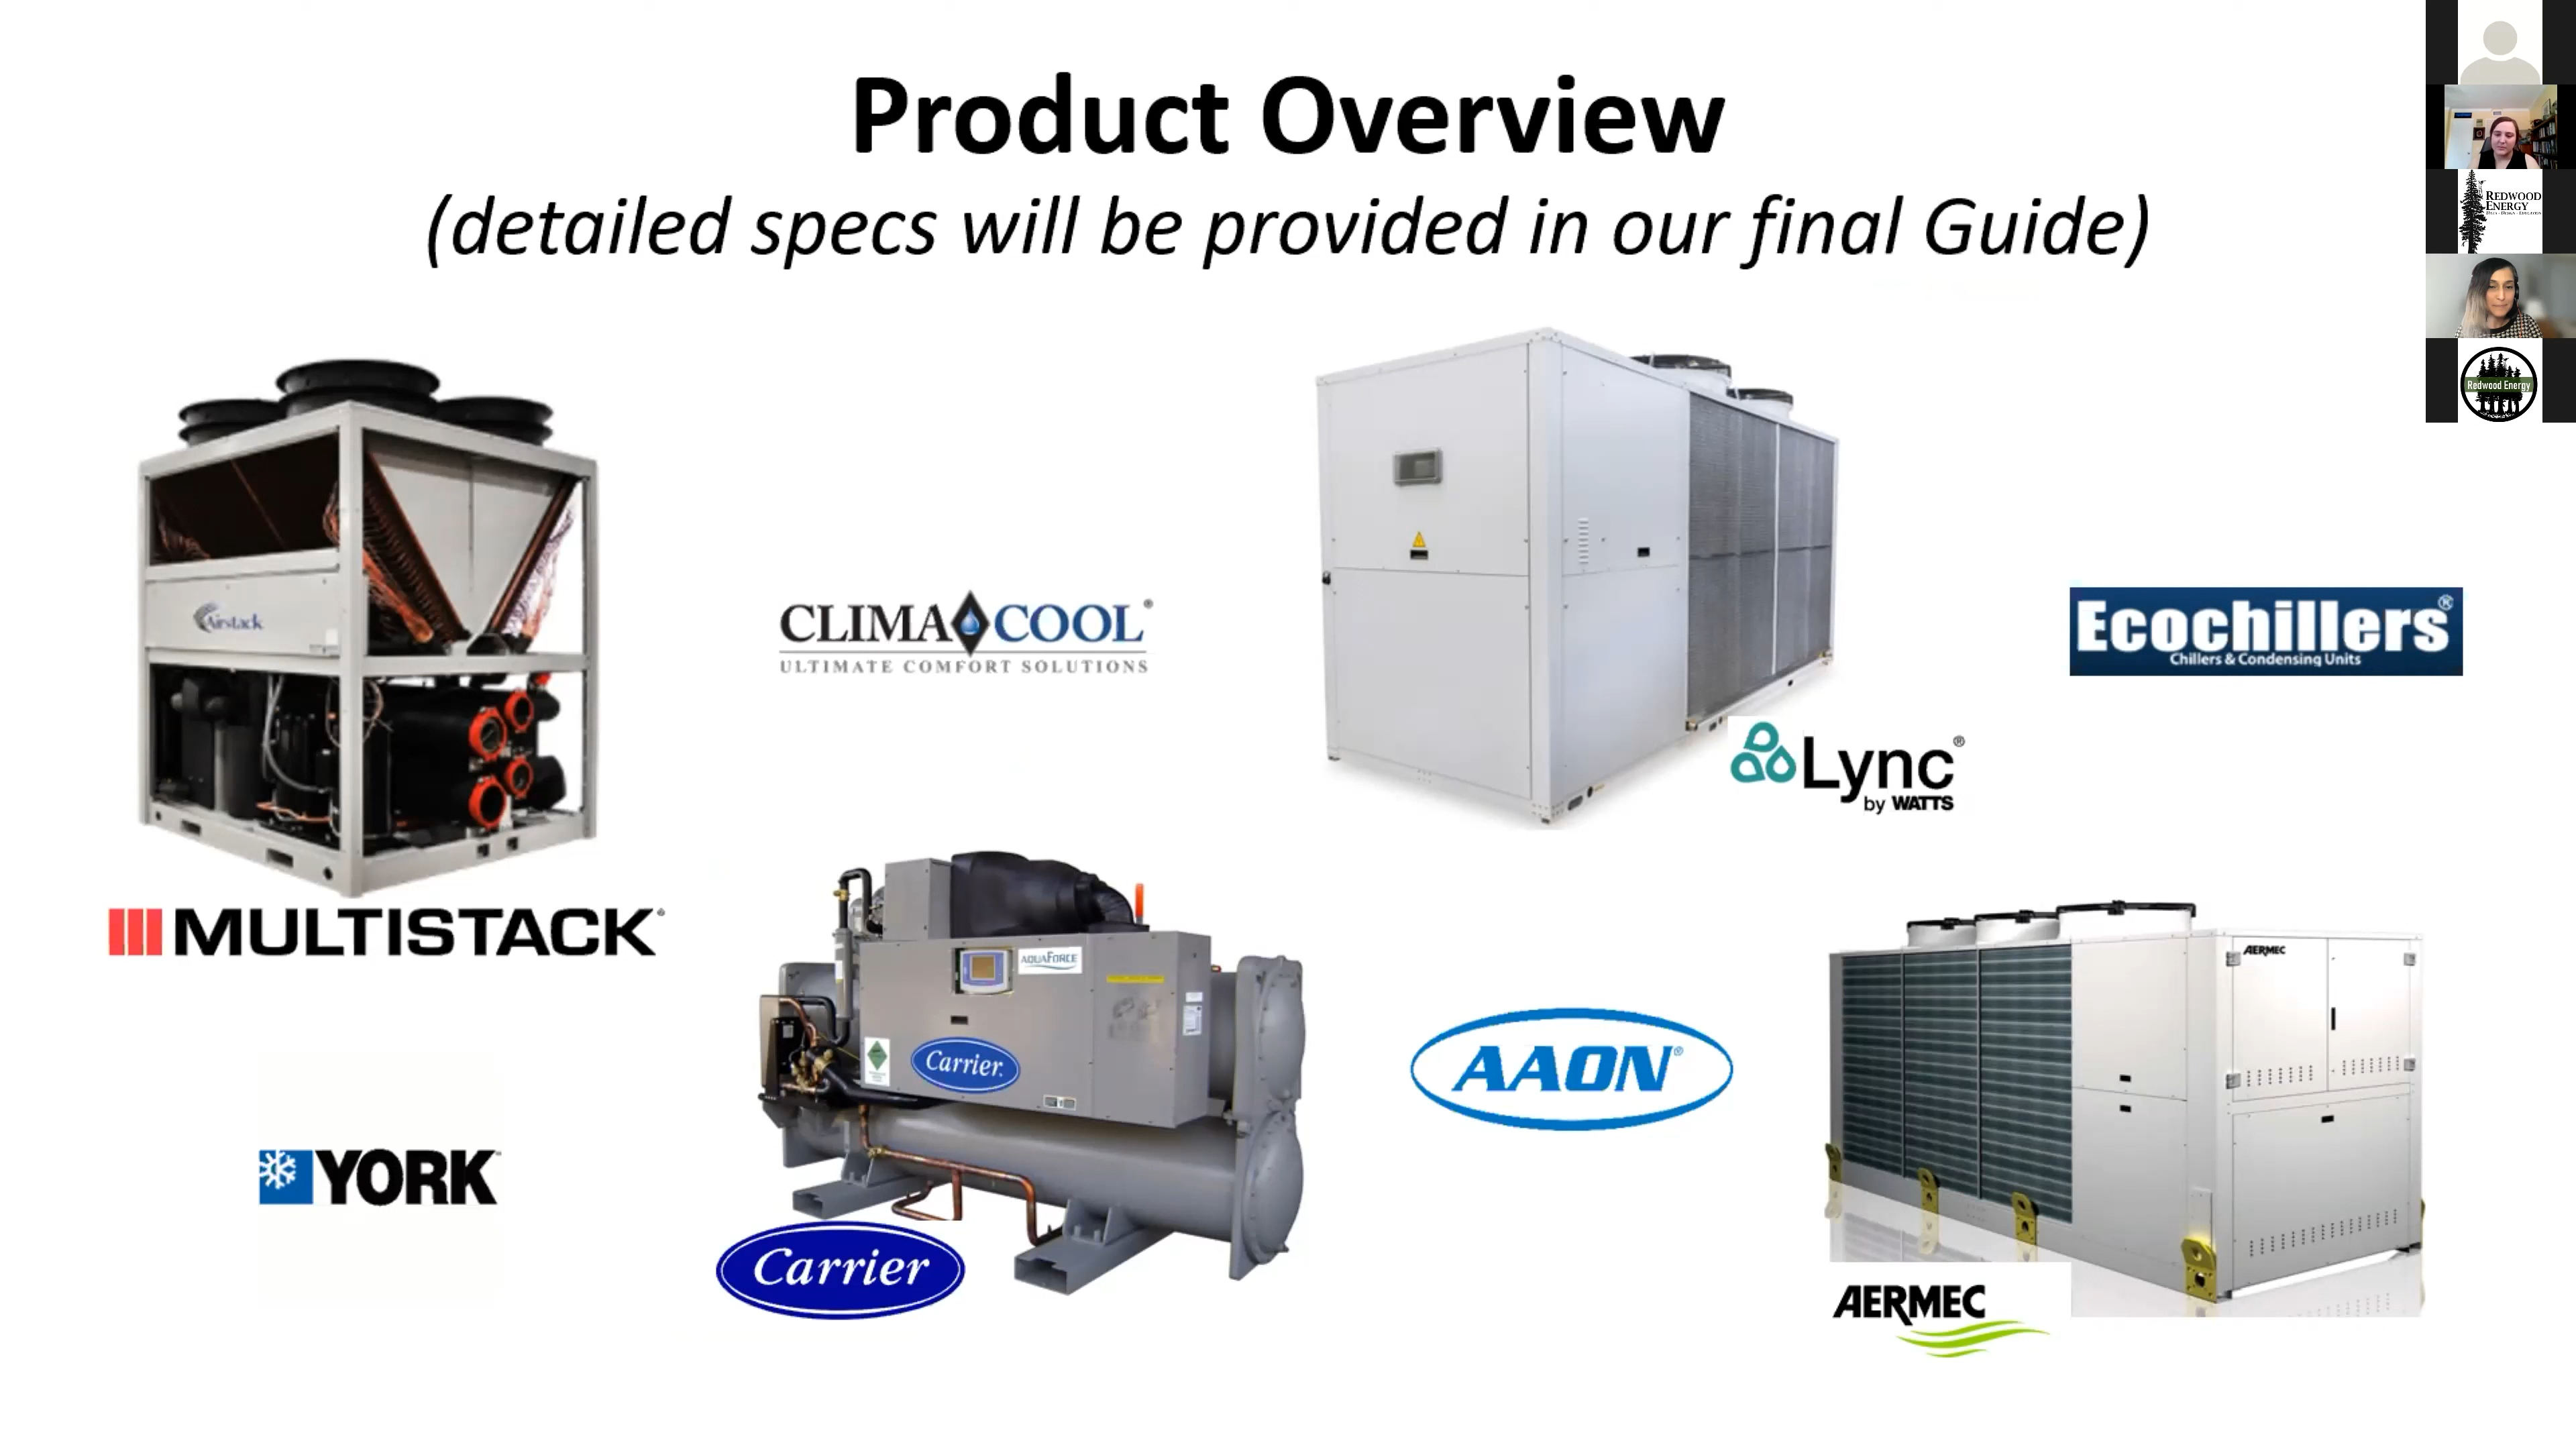 Product Overview
(detailed specs will be provided in our final Guide)
REDWOOD
ENERGY
Redwood Energy
Airstack
CLIMACOOL®
ULTIMATE COMFORT SOLUTIONS
Ecochillers®
Chillers & Condensing Units
Lync®
by WATTS
MULTISTACK®
AQUAFORCE
Carrier
AERMEC
AAON®
YORK
Carrier
AERMEC